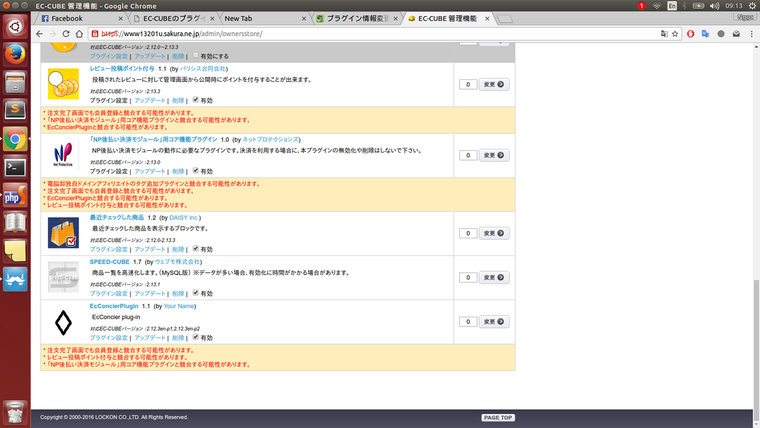 EC-CUBE 管理機能 - Google Chrome
1
En
09:13
Facebook
EC-CUBEのプラグイ
New Tab
プラグイン情報変更
EC-CUBE 管理機能
https://www13201u.sakura.ne.jp/admin/ownersstore/
対応EC-CUBEバージョン :2.12.0~2.13.3
プラグイン設定 | アップデート | 削除 | 有効にする
レビュー投稿ポイント付与 1.1 (by バリシス合同会社)
投稿されたレビューに対して管理画面から公開時にポイントを付与することが出来ます。
対応EC-CUBEバージョン :2.13.3
プラグイン設定 | アップデート | 削除 | 有効
0 変更
* 注文完了画面でも会員登録と競合する可能性があります。
* 「NP後払い決済モジュール」用コア機能プラグインと競合する可能性があります。
* EcConcierPluginと競合する可能性があります。
「NP後払い決済モジュール」用コア機能プラグイン 1.0 (by ネットプロテクションズ)
NP後払い決済モジュールの動作に必要なプラグインです。決済を利用する場合に、本プラグインの無効化や削除はしないで下さい。
対応EC-CUBEバージョン :2.13.0
プラグイン設定 | アップデート | 削除 | 有効
0 変更
* 電脳卸独自ドメインアフィリエイトのタグ追加プラグインと競合する可能性があります。
* 注文完了画面でも会員登録と競合する可能性があります。
* EcConcierPluginと競合する可能性があります。
* レビュー投稿ポイント付与と競合する可能性があります。
最近チェックした商品 1.2 (by DAISY inc.)
最近チェックした商品を表示するブロックです。
対応EC-CUBEバージョン :2.12.0-2.13.3
プラグイン設定 | アップデート | 削除 | 有効
0 変更
SPEED-CUBE 1.7 (by ウェブモ株式会社)
商品一覧を高速化します。(MySQL版) ※データが多い場合、有効化に時間がかかる場合があります。
対応EC-CUBEバージョン :2.13.1
プラグイン設定 | アップデート | 削除 | 有効
0 変更
EcConcierPlugin 1.1 (by Your Name)
EcConcier plug-in
対応EC-CUBEバージョン :2.12.3en-p1,2.12.3en-p2
プラグイン設定 | アップデート | 削除 | 有効
0 変更
* 注文完了画面でも会員登録と競合する可能性があります。
* レビュー投稿ポイント付与と競合する可能性があります。
* 「NP後払い決済モジュール」用コア機能プラグインと競合する可能性があります。
Copyright © 2000-2016 LOCKON CO.,LTD. All Rights Reserved.
PAGE TOP